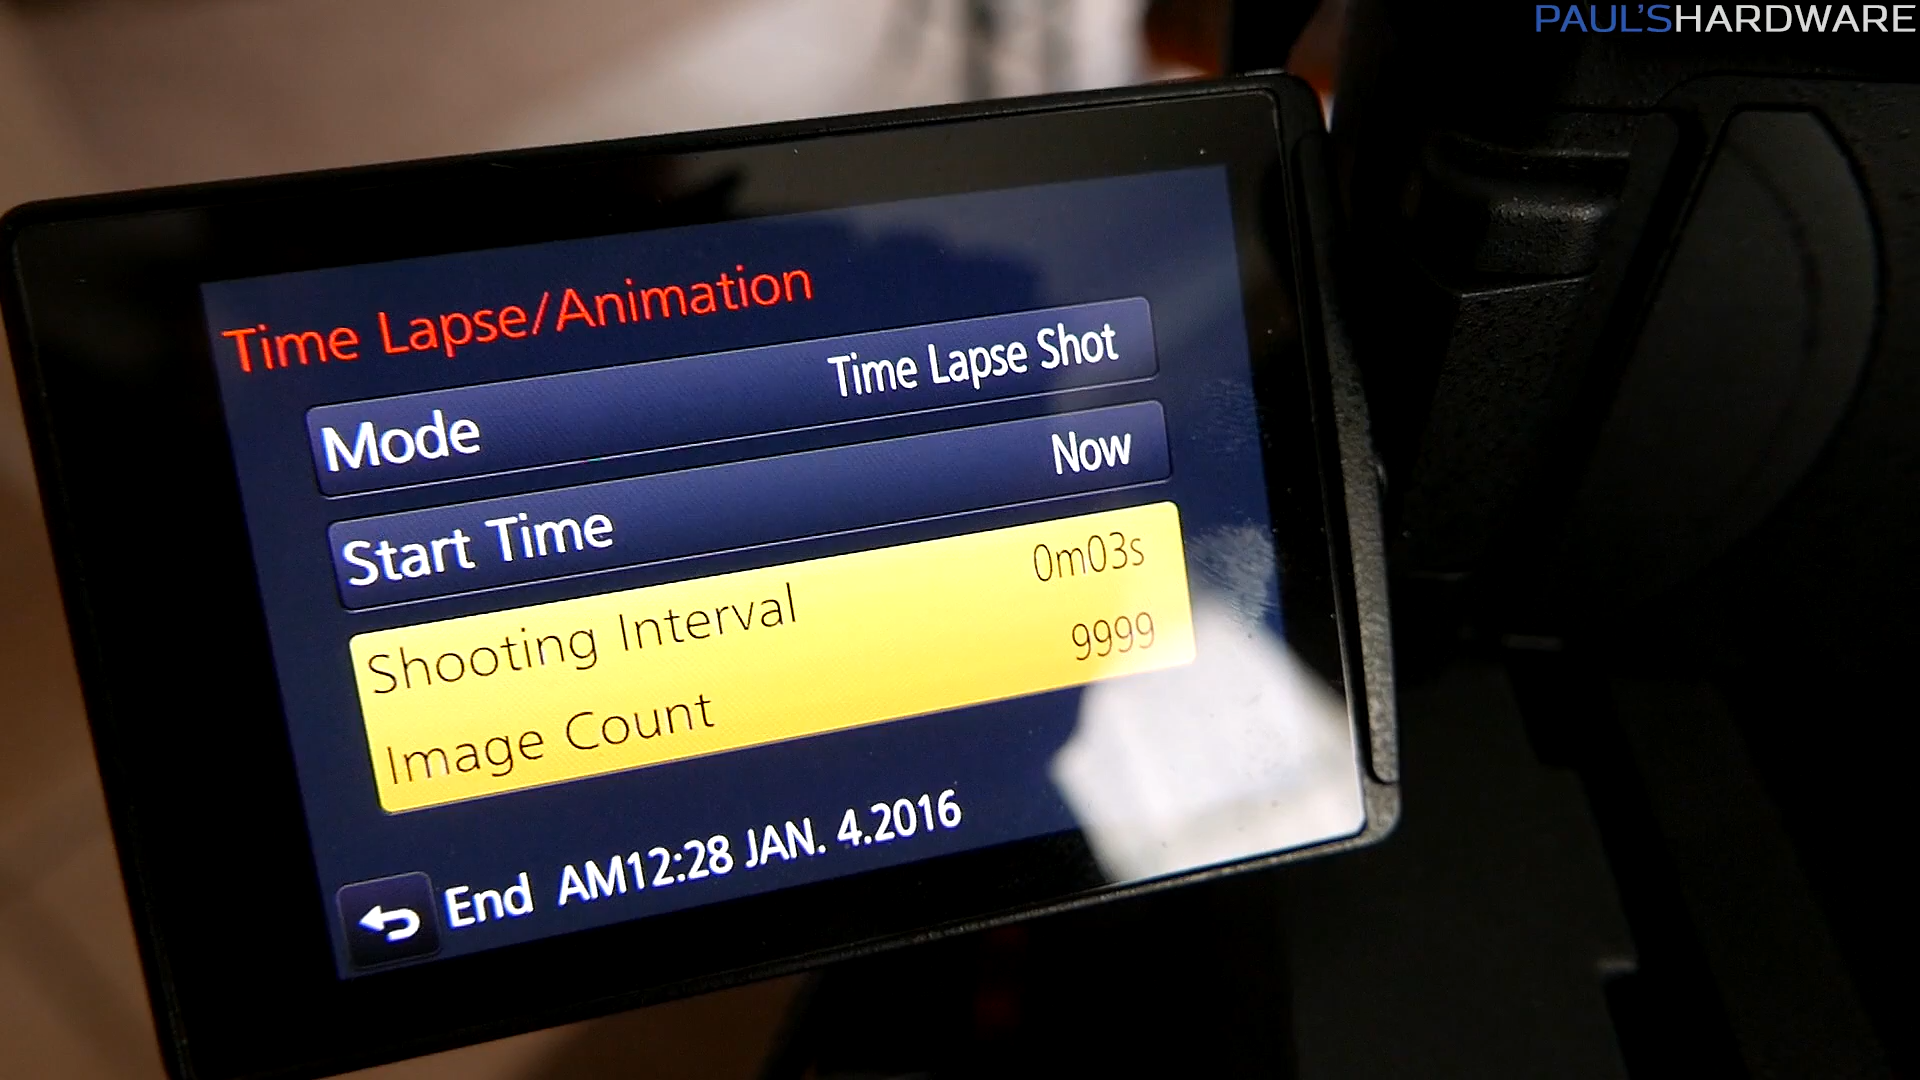 PAUL'SHARDWARE
Time Lapse/Animation
Mode Time Lapse Shot
Start Time Now
Shooting Interval 0m03s
Image Count 9999
End AM12:28 JAN. 4.2016